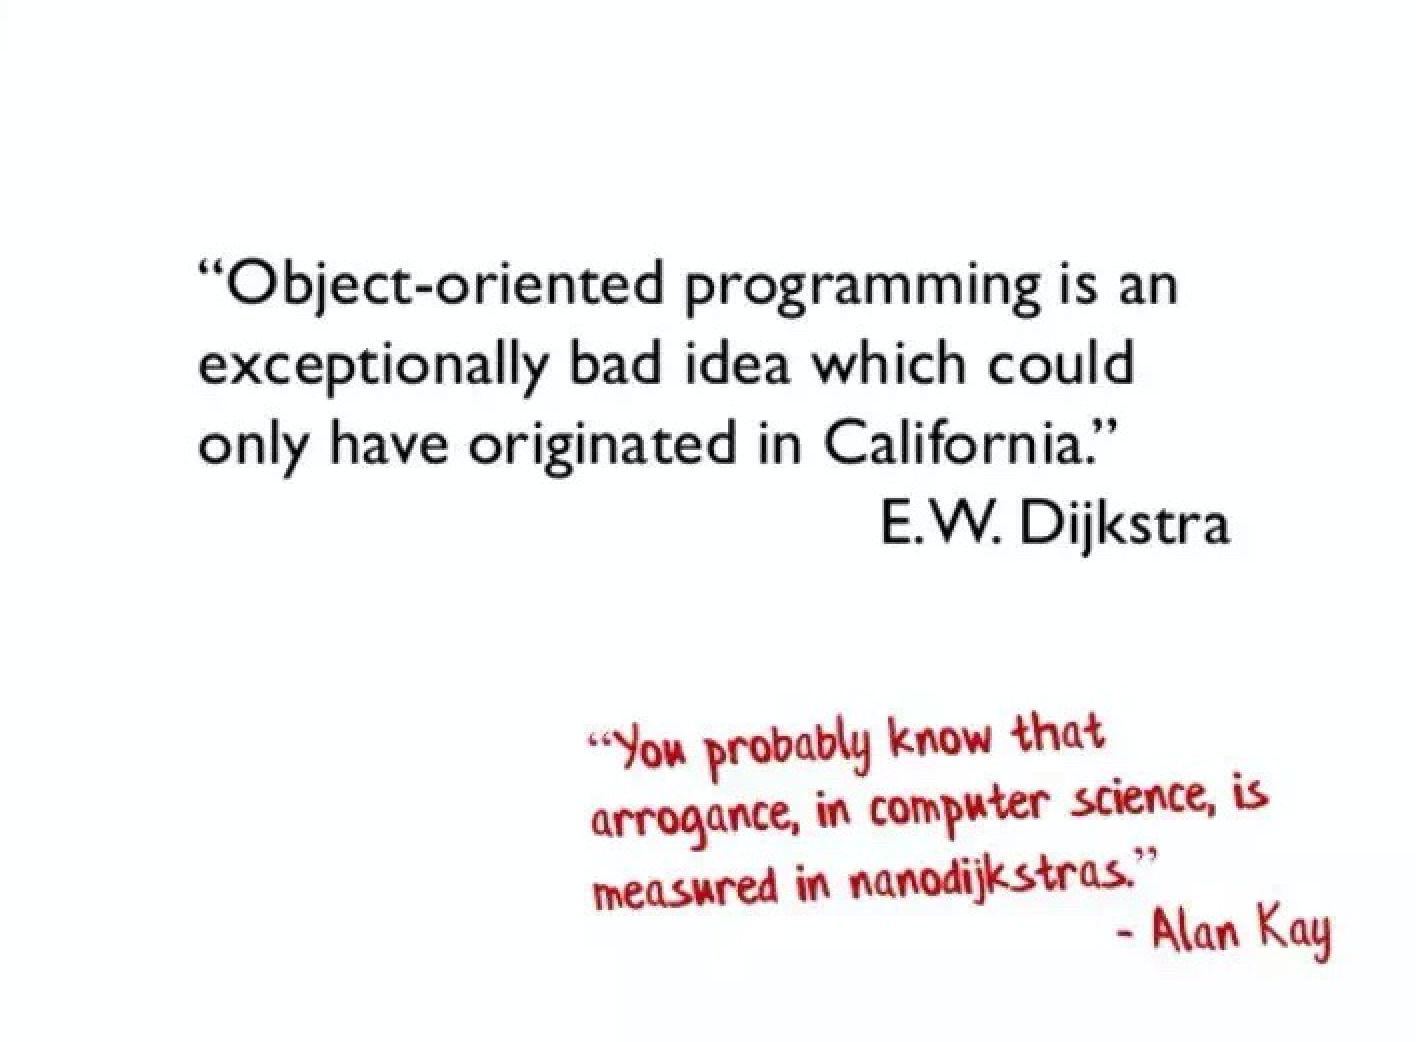 “Object-oriented programming is an
exceptionally bad idea which could
only have originated in California.”
E.W. Dijkstra
“You probably know that
arrogance, in computer science, is
measured in nanodijkstras.”
- Alan Kay